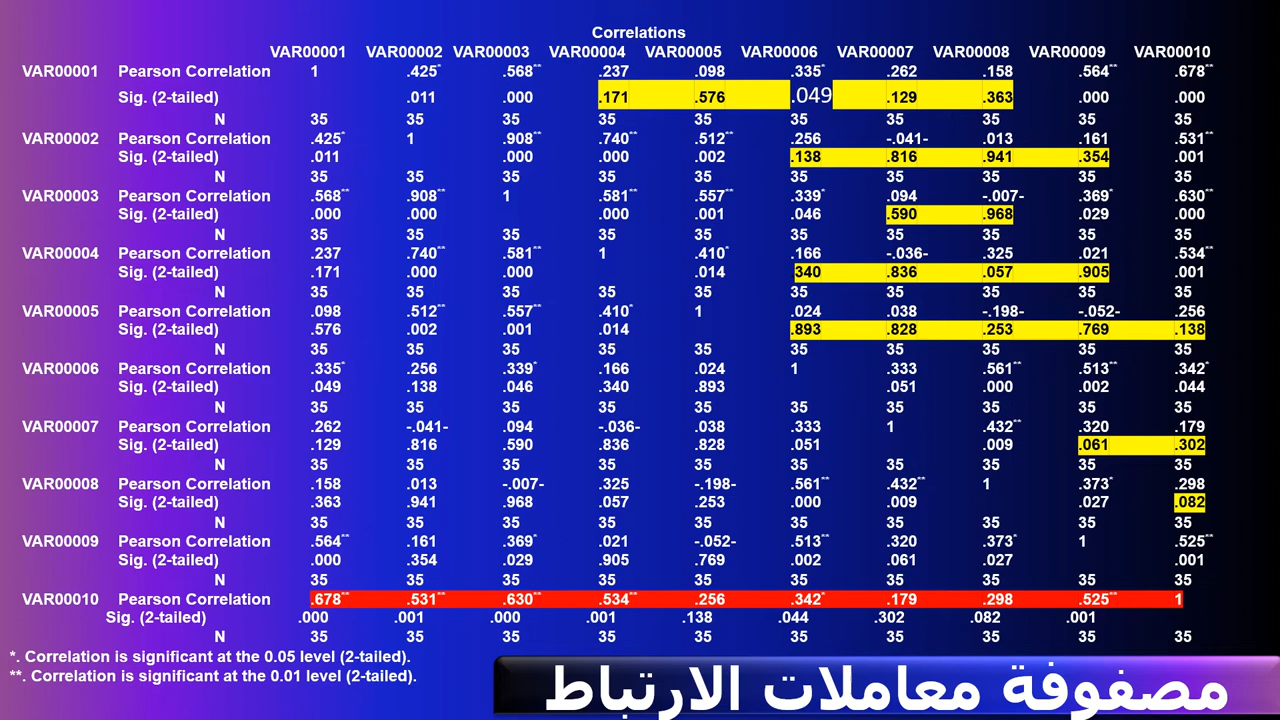 Correlations
VAR00001 VAR00002 VAR00003 VAR00004 VAR00005 VAR00006 VAR00007 VAR00008 VAR00009 VAR00010
VAR00001 Pearson Correlation 1 .425* .568** .237 .098 .335* .262 .158 .564** .678**
Sig. (2-tailed) .011 .000 .171 .576 .049 .129 .363 .000 .000
N 35 35 35 35 35 35 35 35 35 35
VAR00002 Pearson Correlation .425* 1 .908** .740** .512** .256 -.041- .013 .161 .531**
Sig. (2-tailed) .011 .000 .000 .002 .138 .816 .941 .354 .001
N 35 35 35 35 35 35 35 35 35 35
VAR00003 Pearson Correlation .568** .908** 1 .581** .557** .339* .094 -.007- .369* .630**
Sig. (2-tailed) .000 .000 .000 .001 .046 .590 .968 .029 .000
N 35 35 35 35 35 35 35 35 35 35
VAR00004 Pearson Correlation .237 .740** .581** 1 .410* .166 -.036- .325 .021 .534**
Sig. (2-tailed) .171 .000 .000 .014 .340 .836 .057 .905 .001
N 35 35 35 35 35 35 35 35 35 35
VAR00005 Pearson Correlation .098 .512** .557** .410* 1 .024 .038 -.198- -.052- .256
Sig. (2-tailed) .576 .002 .001 .014 .893 .828 .253 .769 .138
N 35 35 35 35 35 35 35 35 35 35
VAR00006 Pearson Correlation .335* .256 .339* .166 .024 1 .333 .561** .513** .342*
Sig. (2-tailed) .049 .138 .046 .340 .893 .051 .000 .002 .044
N 35 35 35 35 35 35 35 35 35 35
VAR00007 Pearson Correlation .262 -.041- .094 -.036- .038 .333 1 .432** .320 .179
Sig. (2-tailed) .129 .816 .590 .836 .828 .051 .009 .061 .302
N 35 35 35 35 35 35 35 35 35 35
VAR00008 Pearson Correlation .158 .013 -.007- .325 -.198- .561** .432** 1 .373* .298
Sig. (2-tailed) .363 .941 .968 .057 .253 .000 .009 .027 .082
N 35 35 35 35 35 35 35 35 35 35
VAR00009 Pearson Correlation .564** .161 .369* .021 -.052- .513** .320 .373* 1 .525**
Sig. (2-tailed) .000 .354 .029 .905 .769 .002 .061 .027 .001
N 35 35 35 35 35 35 35 35 35 35
VAR00010 Pearson Correlation .678** .531** .630** .534** .256 .342* .179 .298 .525** 1
Sig. (2-tailed) .000 .001 .000 .001 .138 .044 .302 .082 .001
N 35 35 35 35 35 35 35 35 35 35
*. Correlation is significant at the 0.05 level (2-tailed).
**. Correlation is significant at the 0.01 level (2-tailed).
مصفوفة معاملات الارتباط